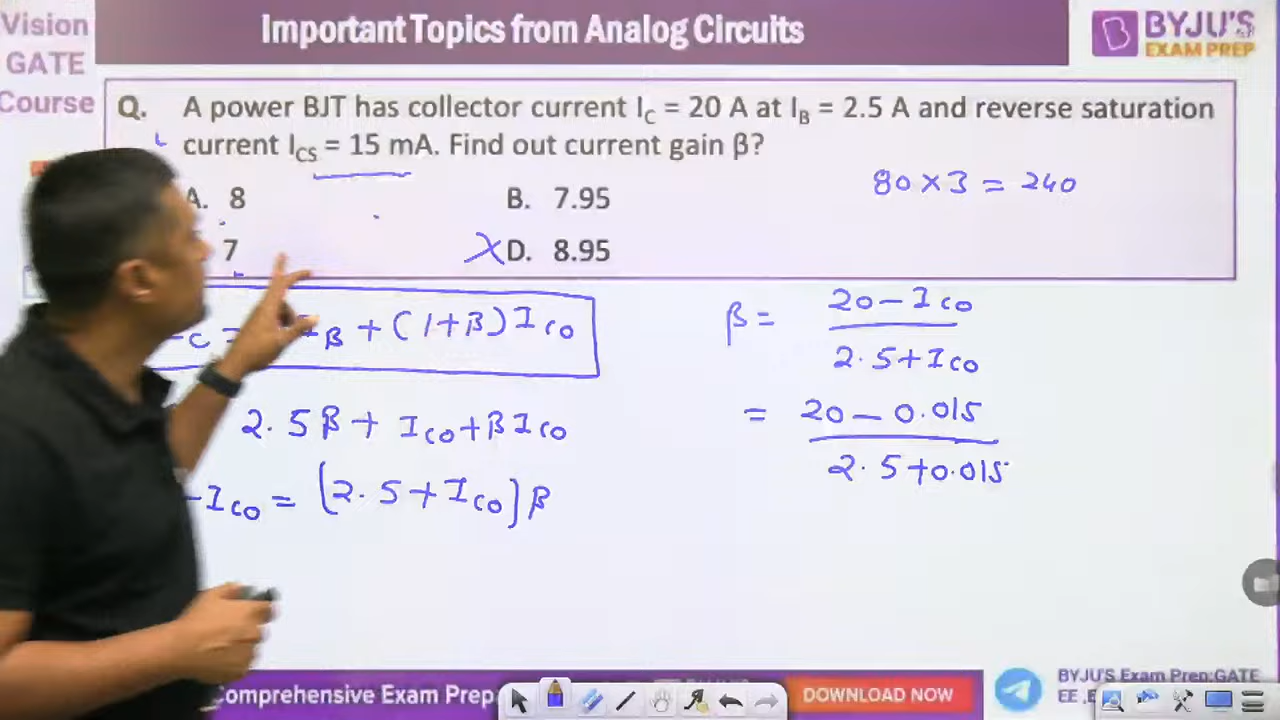 Vision
GATE
Course
Important Topics from Analog Circuits
BYJU'S
EXAM PREP
Q. A power BJT has collector current I_C = 20 A at I_B = 2.5 A and reverse saturation
current I_CS = 15 mA. Find out current gain β?
80 × 3 = 240
A. 8
B. 7.95
7
X D. 8.95
I_B + (1+β) I_CO
2.5β + I_CO + βI_CO
-I_CO = (2.5 + I_CO) β
β = 20 - I_CO / 2.5 + I_CO
= 20 - 0.015 / 2.5 + 0.015
Comprehensive Exam Prep
DOWNLOAD NOW
BYJU'S Exam Prep:GATE
EE